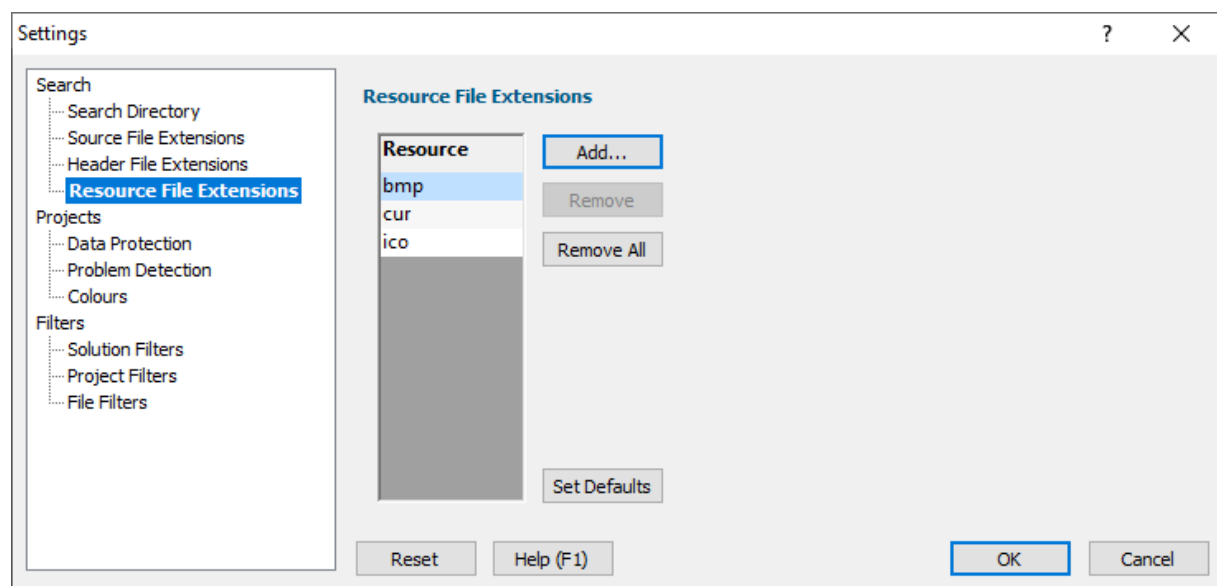 Settings
?
Search
Search Directory
Source File Extensions
Header File Extensions
Resource File Extensions
Projects
Data Protection
Problem Detection
Colours
Filters
Solution Filters
Project Filters
File Filters
Resource File Extensions
Resource
bmp
cur
ico
Add...
Remove
Remove All
Set Defaults
Reset
Help (F1)
OK
Cancel